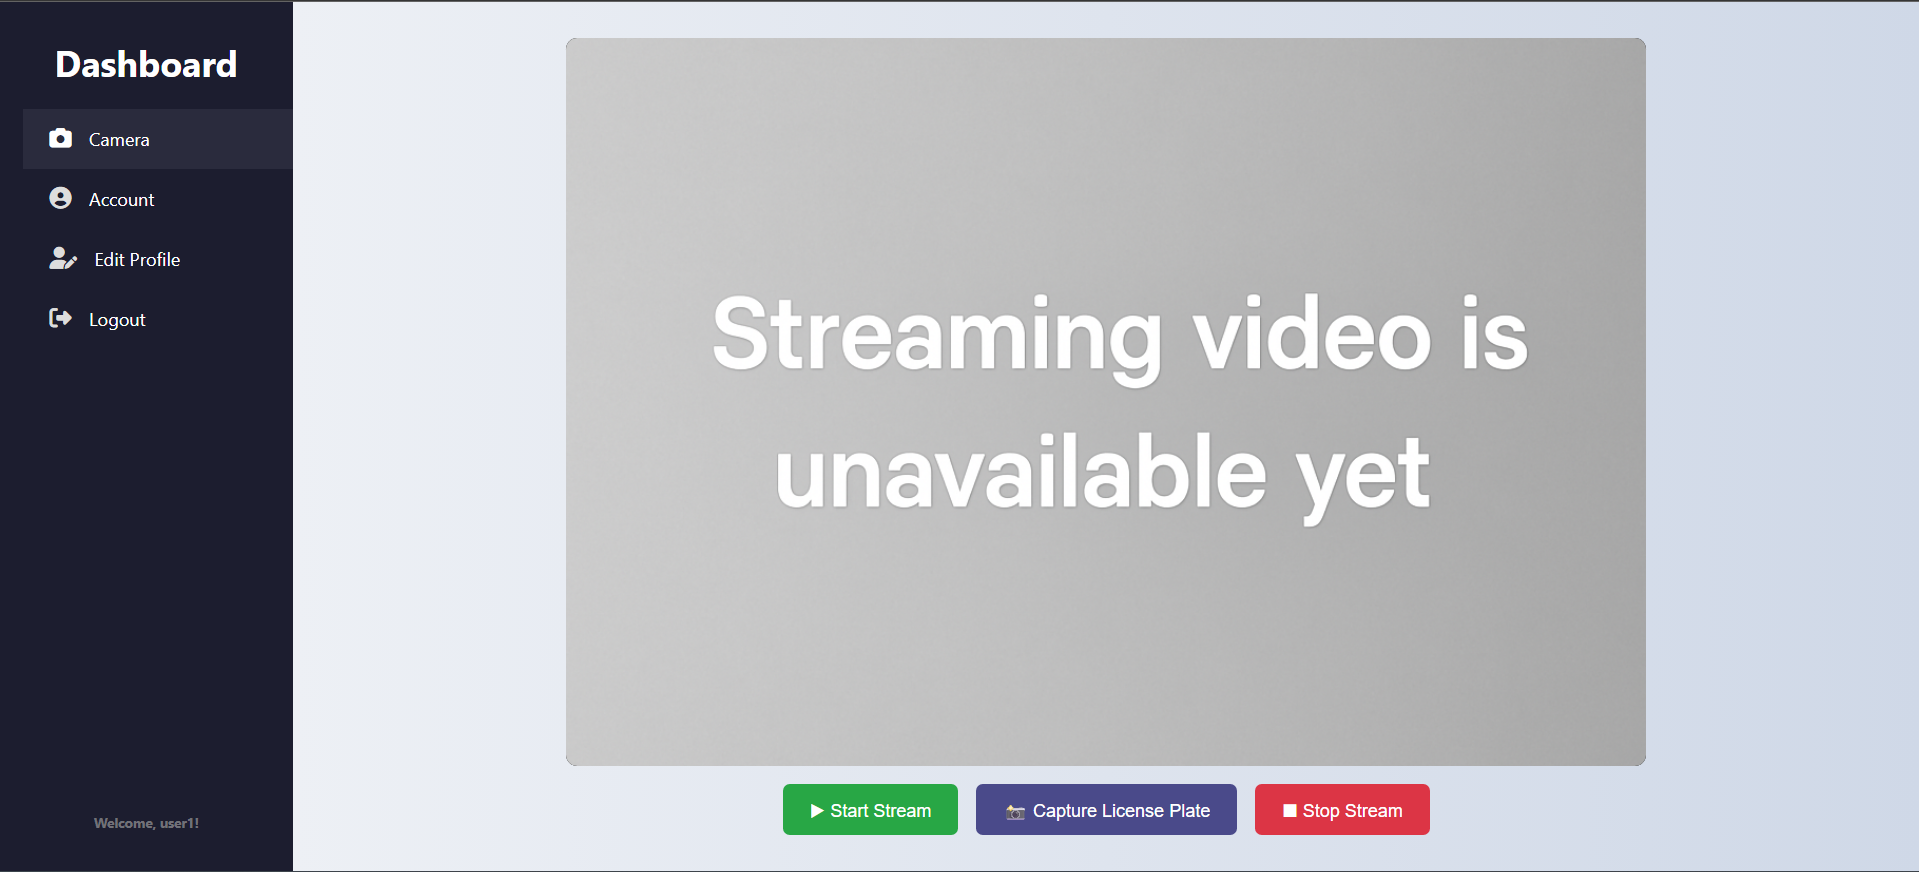 Dashboard
Camera
Account
Edit Profile
Logout
Welcome, user1!
Streaming video is
unavailable yet
Start Stream
Capture License Plate
Stop Stream